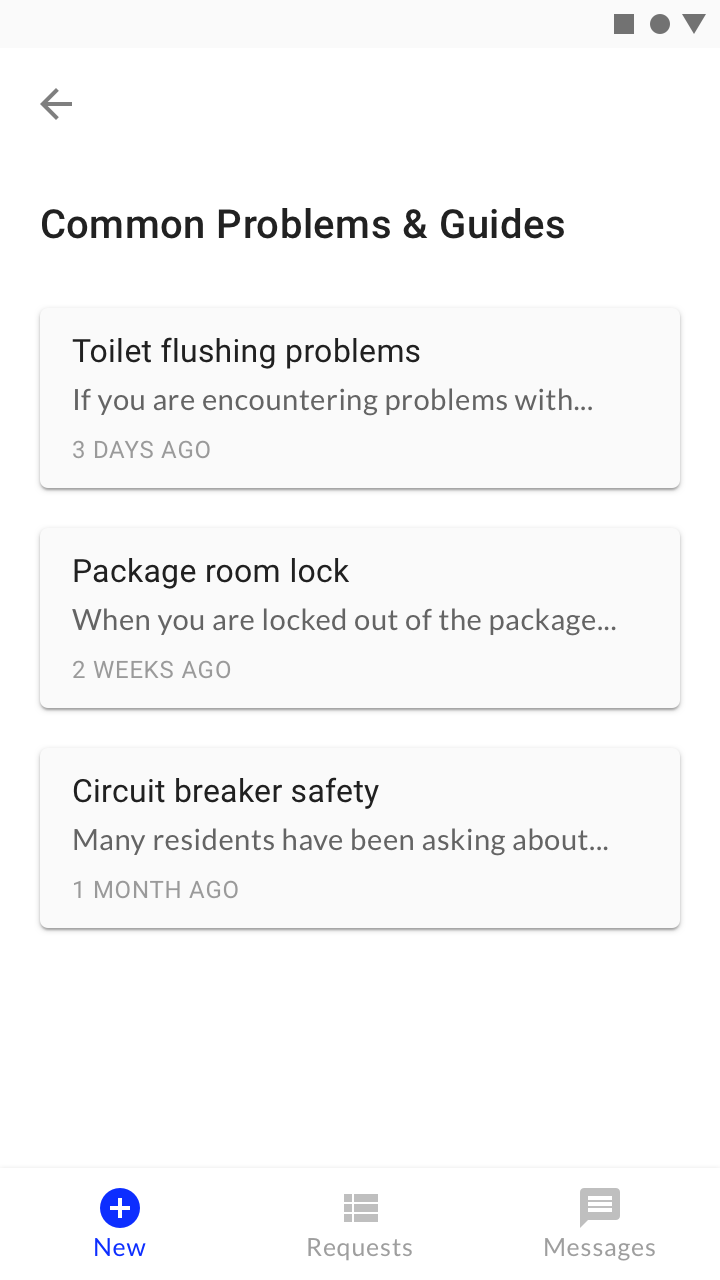 Common Problems & Guides
Toilet flushing problems
If you are encountering problems with...
3 DAYS AGO
Package room lock
When you are locked out of the package...
2 WEEKS AGO
Circuit breaker safety
Many residents have been asking about...
1 MONTH AGO
New
Requests
Messages